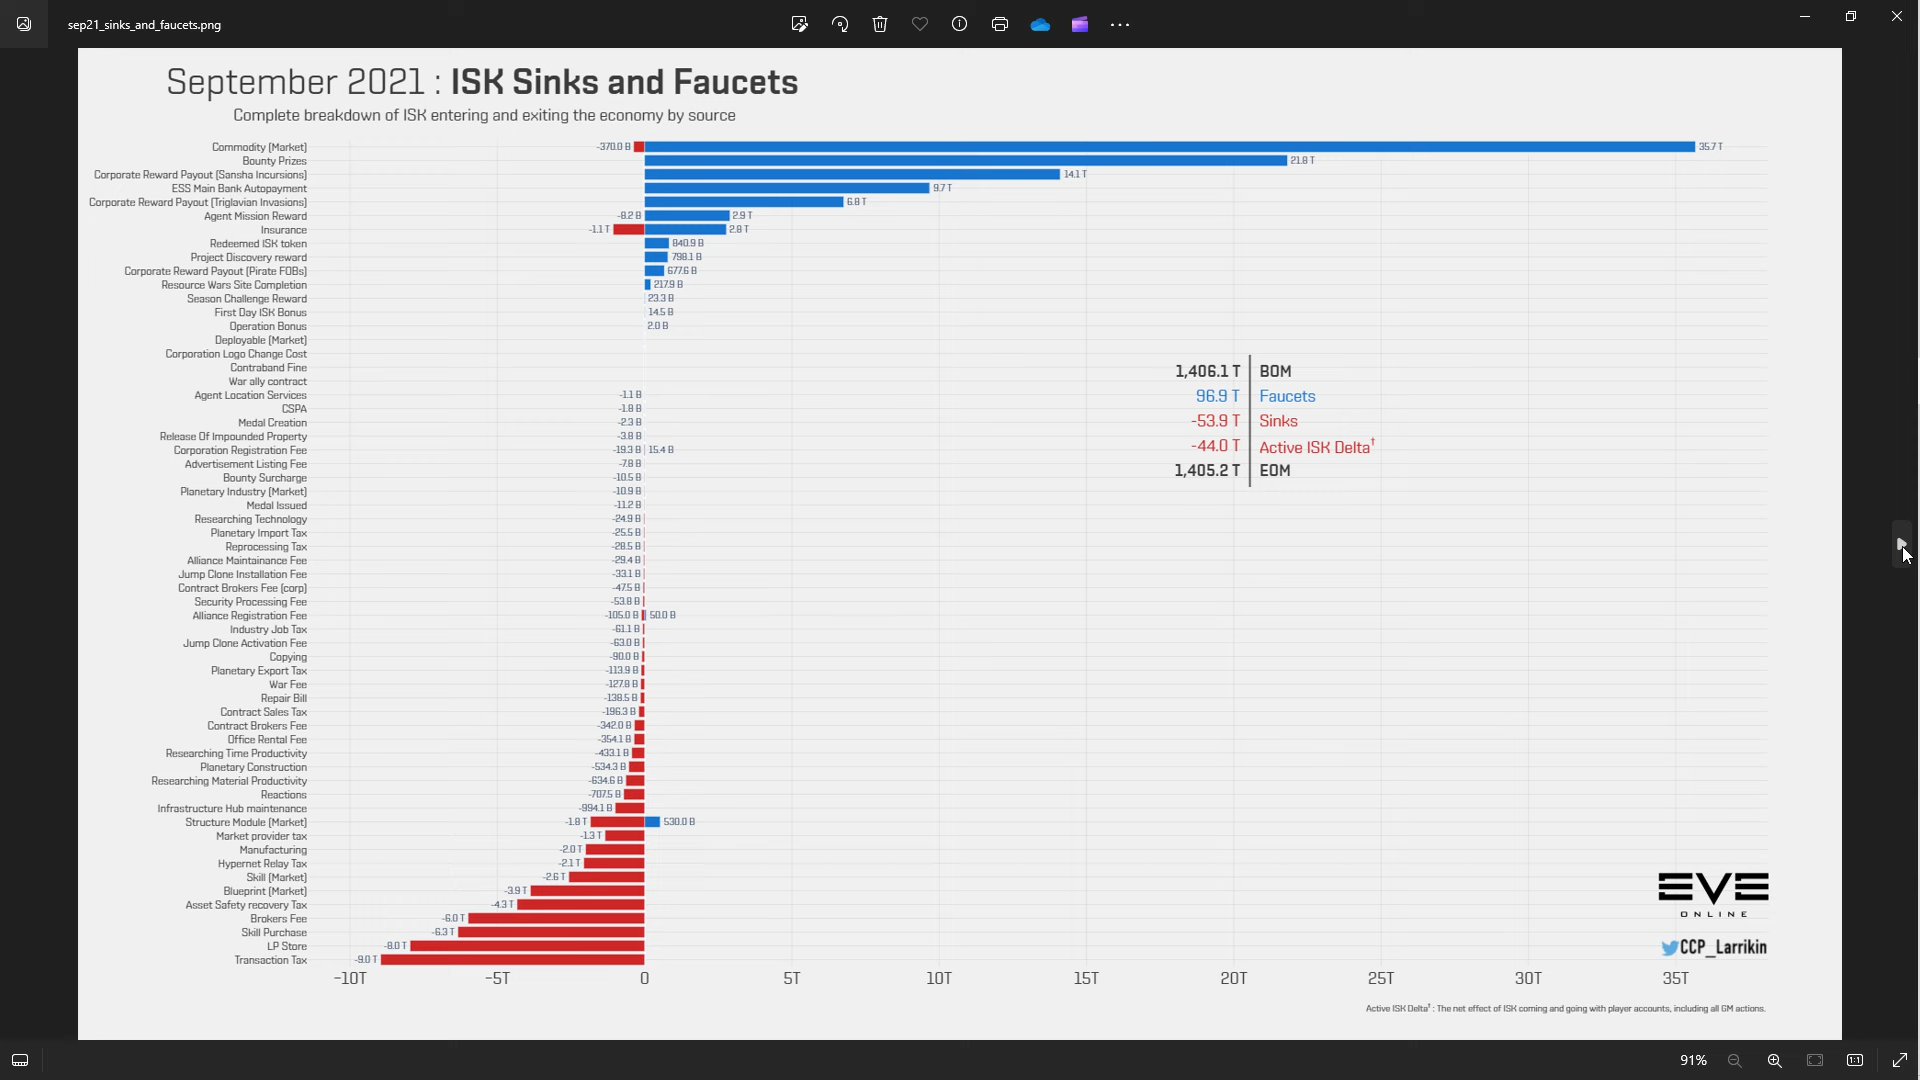 sep21_sinks_and_faucets.png
September 2021 : ISK Sinks and Faucets
Complete breakdown of ISK entering and exiting the economy by source
Commodity (Market) -370.0 B 35.7 T
Bounty Prizes 21.8 T
Corporate Reward Payout (Sansha Incursions) 14.1 T
ESS Main Bank Autopayment 9.7 T
Corporate Reward Payout (Triglavian Invasions) 6.8 T
Agent Mission Reward -8.2 B 2.9 T
Insurance -1.1 T 2.8 T
Redeemed ISK token 840.9 B
Project Discovery reward 798.1 B
Corporate Reward Payout (Pirate FOBs) 677.6 B
Resource Wars Site Completion 217.9 B
Season Challenge Reward 23.3 B
First Day ISK Bonus 14.5 B
Operation Bonus 2.0 B
Deployable (Market)
Corporation Logo Change Cost
Contraband Fine
War ally contract
Agent Location Services -1.1 B
CSPA -1.8 B
Medal Creation -2.3 B
Release Of Impounded Property -3.8 B
Corporation Registration Fee -19.3 B 15.4 B
Advertisement Listing Fee -7.8 B
Bounty Surcharge -10.5 B
Planetary Industry (Market) -10.9 B
Medal Issued -11.2 B
Researching Technology -24.9 B
Planetary Import Tax -25.5 B
Reprocessing Tax -28.5 B
Alliance Maintainance Fee -29.4 B
Jump Clone Installation Fee -33.1 B
Contract Brokers Fee (corp) -47.5 B
Security Processing Fee -53.8 B
Alliance Registration Fee -105.0 B 50.0 B
Industry Job Tax -61.1 B
Jump Clone Activation Fee -63.0 B
Copying -90.0 B
Planetary Export Tax -113.9 B
War Fee -127.8 B
Repair Bill -138.5 B
Contract Sales Tax -196.3 B
Contract Brokers Fee -342.0 B
Office Rental Fee -354.1 B
Researching Time Productivity -433.1 B
Planetary Construction -534.3 B
Researching Material Productivity -634.6 B
Reactions -707.5 B
Infrastructure Hub maintenance -994.1 B
Structure Module (Market) -1.8 T 530.0 B
Market provider tax -1.3 T
Manufacturing -2.0 T
Hypernet Relay Tax -2.1 T
Skill (Market) -2.6 T
Blueprint (Market) -3.9 T
Asset Safety recovery Tax -4.3 T
Brokers Fee -6.0 T
Skill Purchase -6.3 T
LP Store -8.0 T
Transaction Tax -9.0 T
-10T -5T 0 5T 10T 15T 20T 25T 30T 35T
1,406.1 T BOM
96.9 T Faucets
-53.9 T Sinks
-44.0 T Active ISK Delta†
1,405.2 T EOM
EVE
ONLINE
CCP_Larrikin
Active ISK Delta† : The net effect of ISK coming and going with player accounts, including all GM actions.
91%
1:1